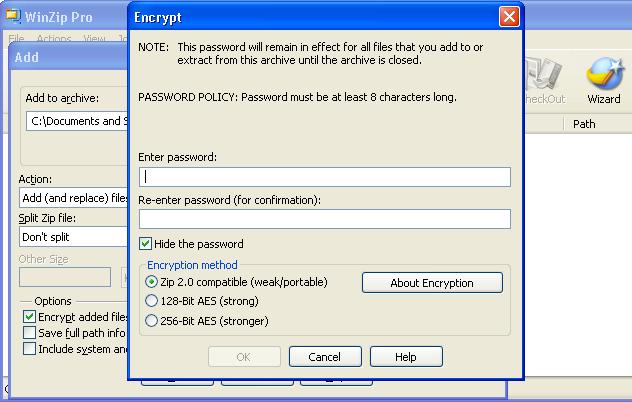 WinZip Pro
File Actions View Jobs
Add
Add to archive:
C:\Documents and S
Action:
Add (and replace) files
Split Zip file:
Don't split
Other Size
Options
Encrypt added files
Save full path info
Include system and
Encrypt
NOTE: This password will remain in effect for all files that you add to or
extract from this archive until the archive is closed.
PASSWORD POLICY: Password must be at least 8 characters long.
Enter password:
Re-enter password (for confirmation):
Hide the password
Encryption method
Zip 2.0 compatible (weak/portable)
128-Bit AES (strong)
256-Bit AES (stronger)
About Encryption
OK Cancel Help
heckOut Wizard
Path